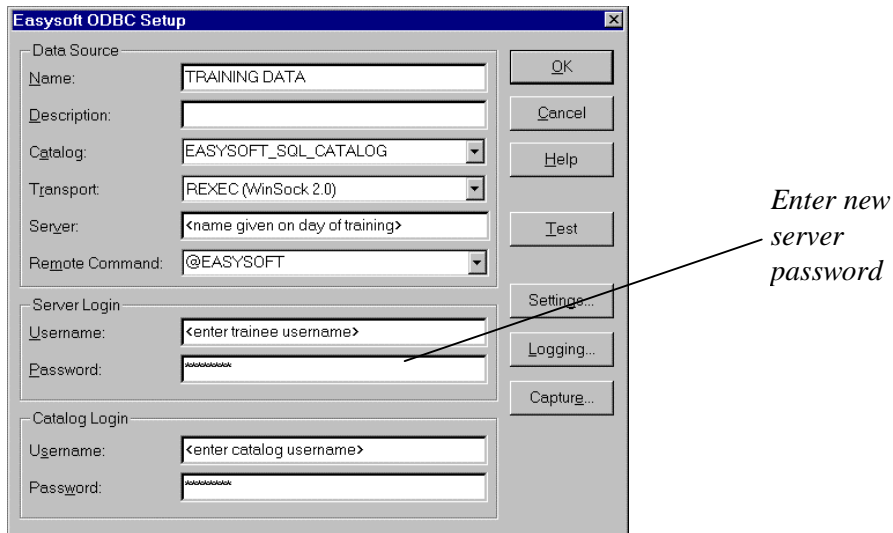 Easysoft ODBC Setup
Data Source
Name: TRAINING DATA
Description:
Catalog: EASYSOFT_SQL_CATALOG
Transport: REXEC (WinSock 2.0)
Server: <name given on day of training>
Remote Command: @EASYSOFT
Server Login
Username: <enter trainee username>
Password: ********
Catalog Login
Username: <enter catalog username>
Password: ********
OK
Cancel
Help
Test
Settings...
Logging...
Capture...
Enter new
server
password